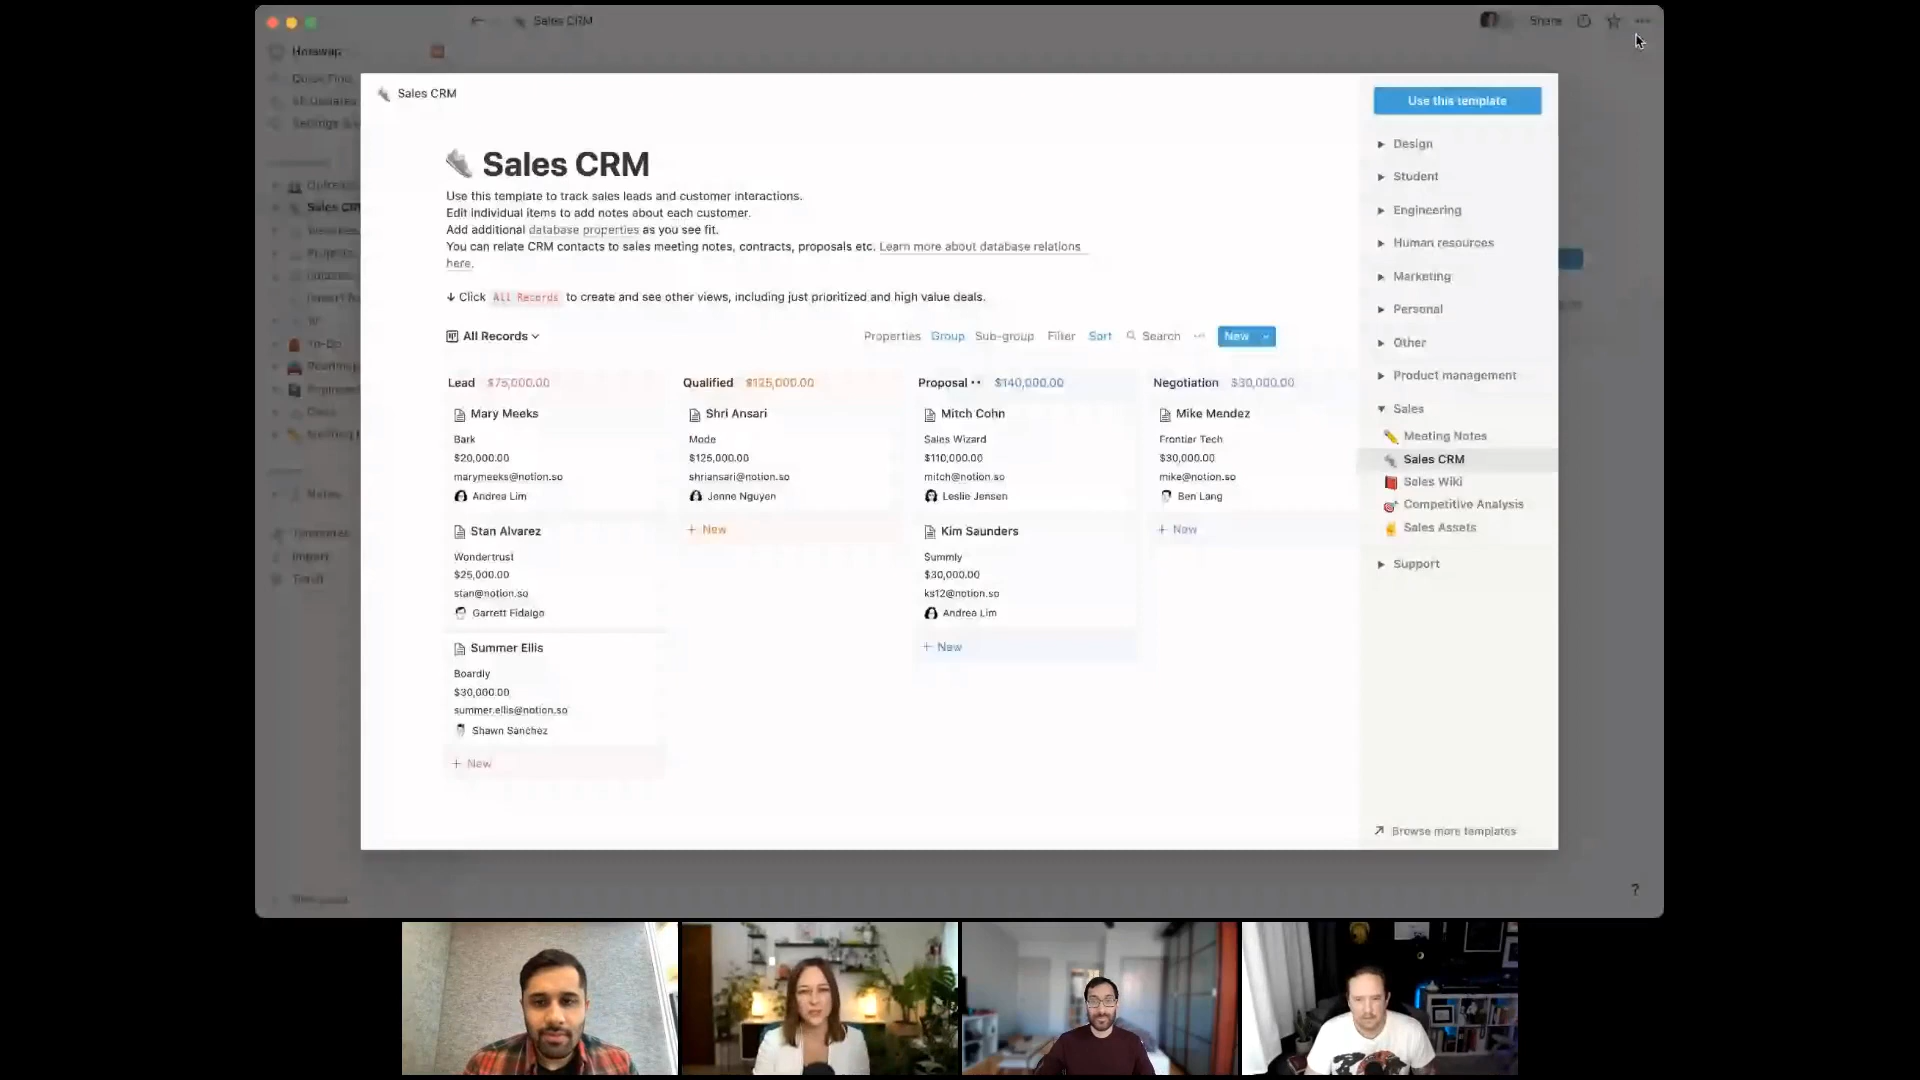 Sales CRM
Share
Sales CRM
Use this template
Sales CRM
Use this template to track sales leads and customer interactions.
Edit individual items to add notes about each customer.
Add additional database properties as you see fit.
You can relate CRM contacts to sales meeting notes, contracts, proposals etc. Learn more about database relations
here.
↓ Click All Records to create and see other views, including just prioritized and high value deals.
All Records
Properties Group Sub-group Filter Sort Search ··· New
Lead $75,000.00
Mary Meeks
Bark
$20,000.00
marymeeks@notion.so
Andrea Lim
Stan Alvarez
Wondertrust
$25,000.00
stan@notion.so
Garrett Fidalgo
Summer Ellis
Boardly
$30,000.00
summer.ellis@notion.so
Shawn Sanchez
+ New
Qualified $125,000.00
Shri Ansari
Mode
$125,000.00
shriansari@notion.so
Jenne Nguyen
+ New
Proposal $140,000.00
Mitch Cohn
Sales Wizard
$110,000.00
mitch@notion.so
Leslie Jensen
Kim Saunders
Summly
$30,000.00
ks12@notion.so
Andrea Lim
+ New
Negotiation $30,000.00
Mike Mendez
Frontier Tech
$30,000.00
mike@notion.so
Ben Lang
+ New
Design
Student
Engineering
Human resources
Marketing
Personal
Other
Product management
Sales
Meeting Notes
Sales CRM
Sales Wiki
Competitive Analysis
Sales Assets
Support
Browse more templates
Quick Find
Settings &
Sales CRM
To-Do
Import
?